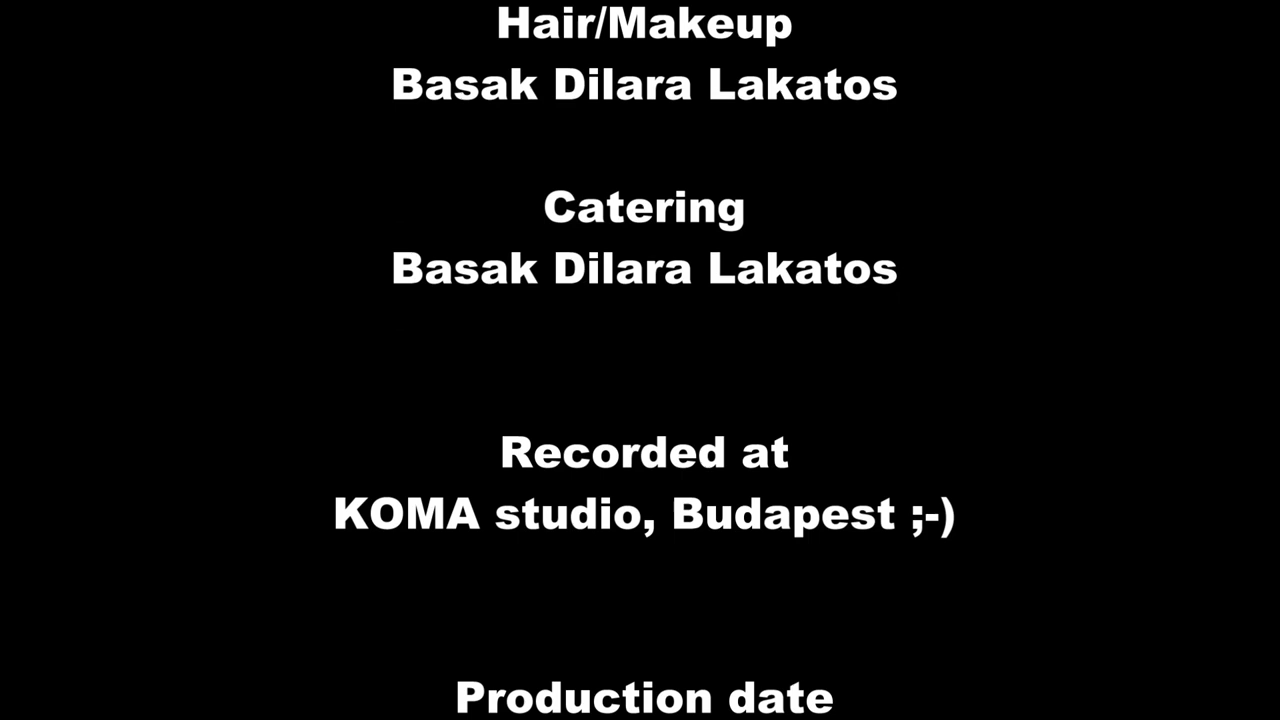 Hair/Makeup
Basak Dilara Lakatos
Catering
Basak Dilara Lakatos
Recorded at
KOMA studio, Budapest ;-)
Production date